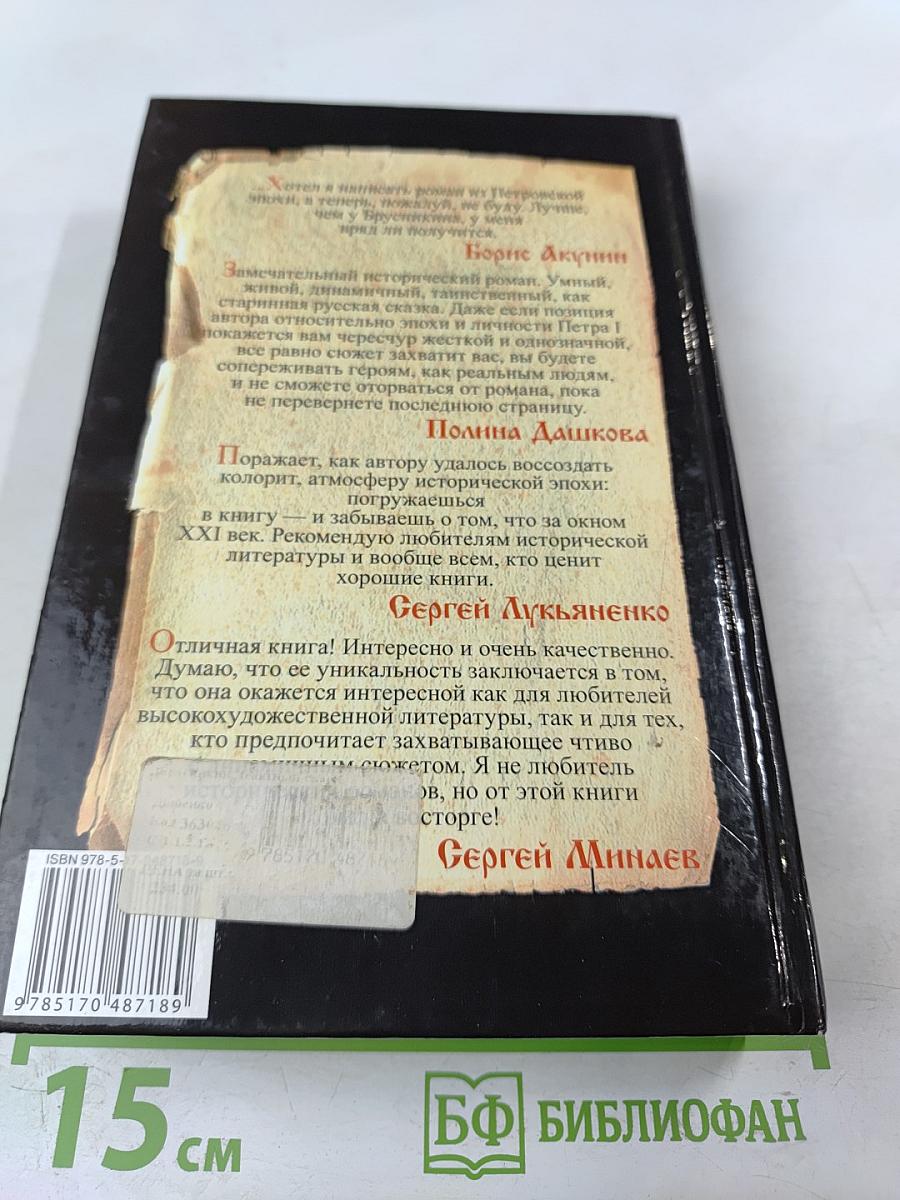 ...Хотел я написать роман из Петровской
эпохи, а теперь, пожалуй, не буду. Лучше,
чем у Брусникина, у меня
вряд ли получится.
Борис Акунин
Замечательный исторический роман. Умный,
живой, динамичный, таинственный, как
старинная русская сказка. Даже если позиция
автора относительно эпохи и личности Петра I
покажется вам чересчур жесткой и однозначной,
все равно сюжет захватит вас, вы будете
сопереживать героям, как реальным людям,
и не сможете оторваться от романа, пока
не перевернете последнюю страницу.
Полина Дашкова
Поражает, как автору удалось воссоздать
колорит, атмосферу исторической эпохи:
погружаешься
в книгу — и забываешь о том, что за окном
XXI век. Рекомендую любителям исторической
литературы и вообще всем, кто ценит
хорошие книги.
Сергей Лукьяненко
Отличная книга! Интересно и очень качественно.
Думаю, что ее уникальность заключается в том,
что она окажется интересной как для любителей
высокохудожественной литературы, так и для тех,
кто предпочитает захватывающее чтиво
сюжетом. Я не любитель
но от этой книги
восторге!
Сергей Минаев
ISBN 978-5-
9 785170 487189
15 см
БФ БИБЛИОФАН